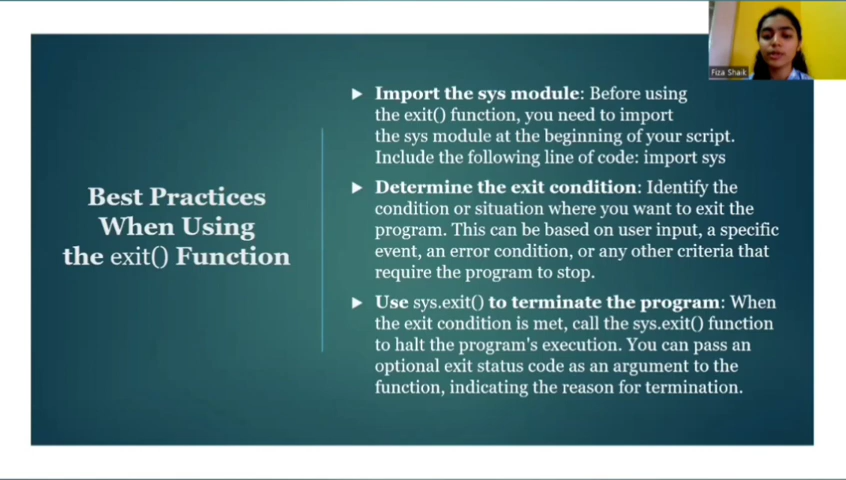 Fiza Shaik
Best Practices
When Using
the exit() Function
Import the sys module: Before using
the exit() function, you need to import
the sys module at the beginning of your script.
Include the following line of code: import sys
Determine the exit condition: Identify the
condition or situation where you want to exit the
program. This can be based on user input, a specific
event, an error condition, or any other criteria that
require the program to stop.
Use sys.exit() to terminate the program: When
the exit condition is met, call the sys.exit() function
to halt the program's execution. You can pass an
optional exit status code as an argument to the
function, indicating the reason for termination.